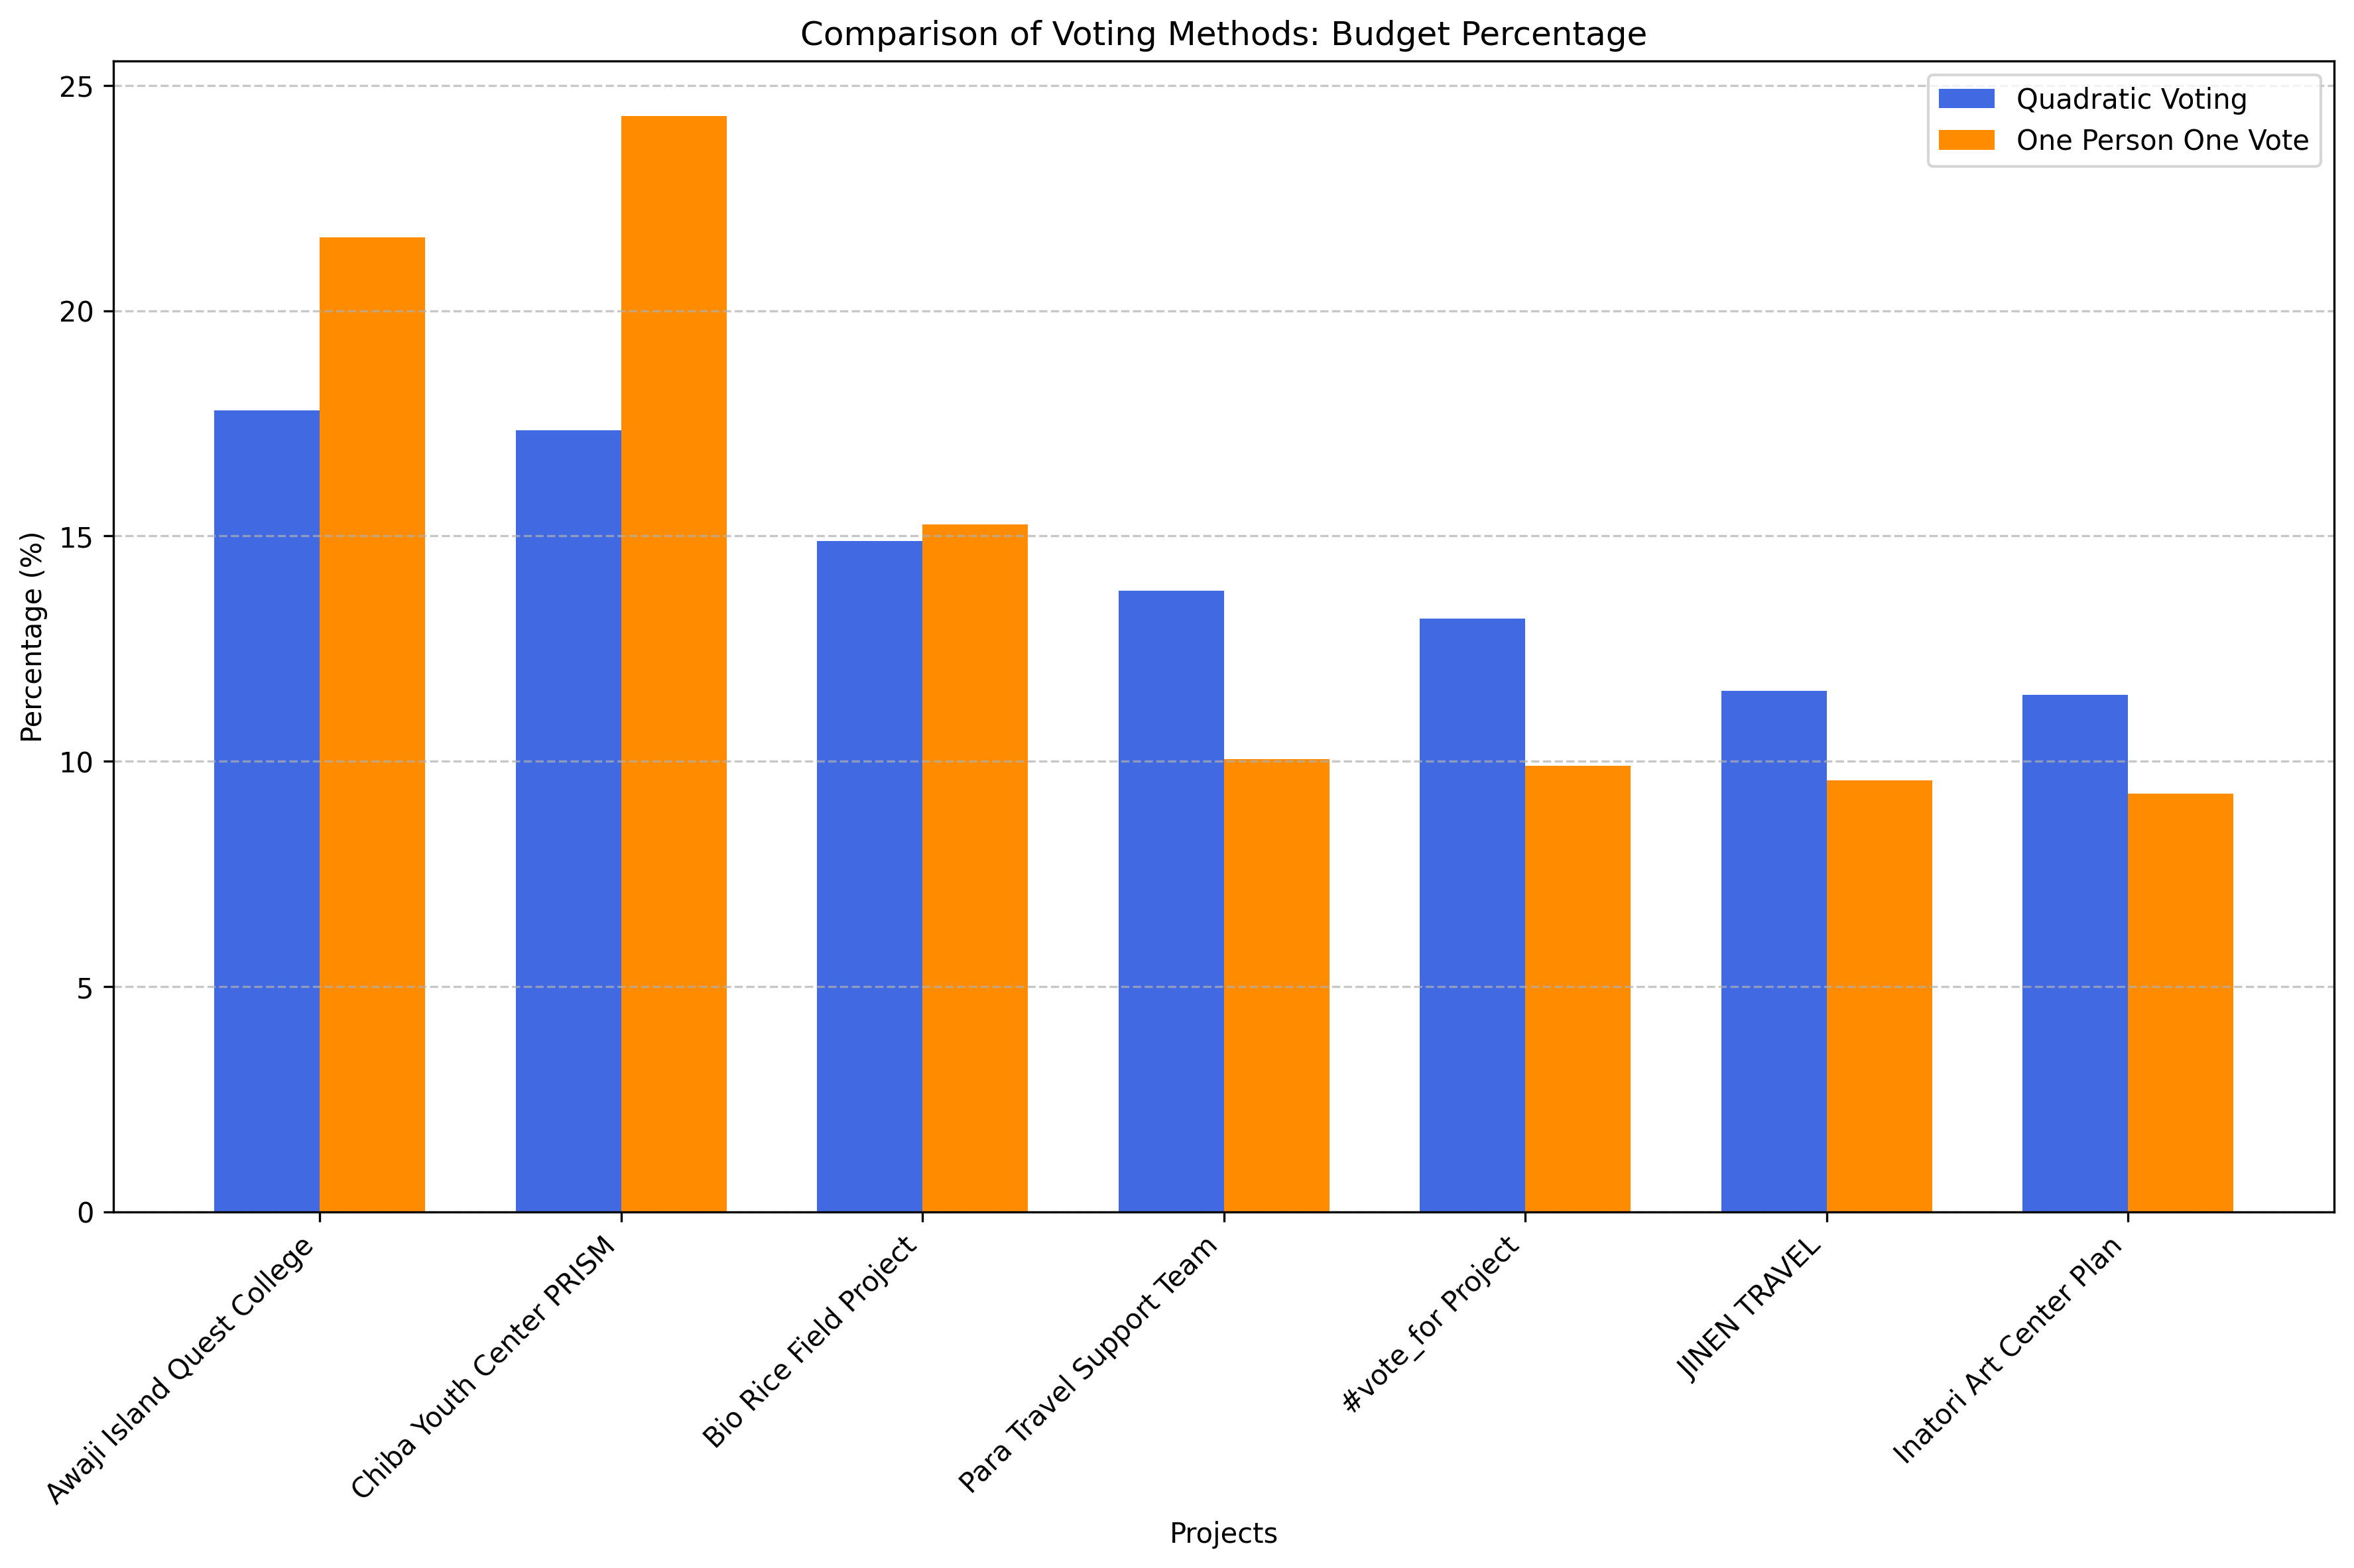 Comparison of Voting Methods: Budget Percentage
Quadratic Voting
One Person One Vote
Percentage (%)
25
20
15
10
5
0
Awaji Island Quest College
Chiba Youth Center PRISM
Bio Rice Field Project
Para Travel Support Team
#vote_for Project
JINEN TRAVEL
Inatori Art Center Plan
Projects